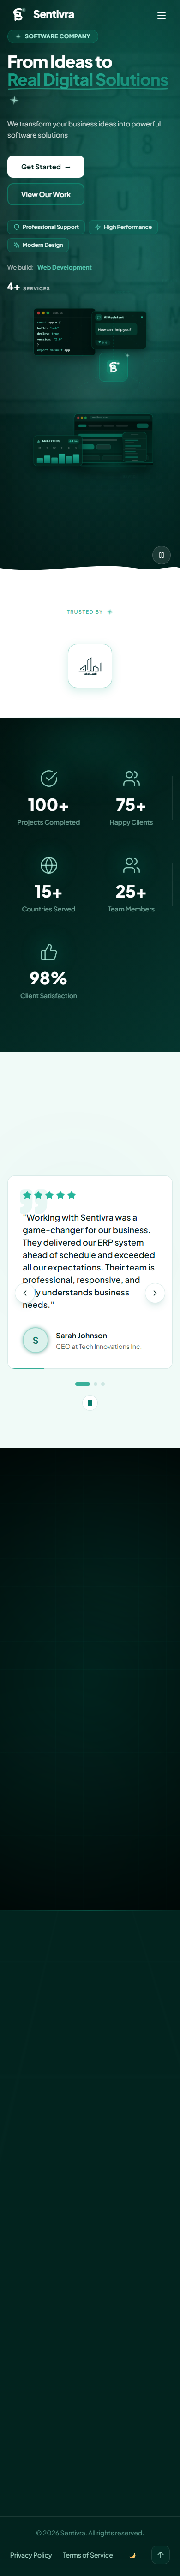 Sentivra
SOFTWARE COMPANY
From Ideas to
Real Digital Solutions
We transform your business ideas into powerful
software solutions
Get Started →
View Our Work
Professional Support
High Performance
Modern Design
We build: Web Development |
4+ SERVICES
AI Assistant
How can I help you?
ANALYTICS
TRUSTED BY
100+
Projects Completed
75+
Happy Clients
15+
Countries Served
25+
Team Members
98%
Client Satisfaction
"Working with Sentivra was a
game-changer for our business.
They delivered our ERP system
ahead of schedule and exceeded
all our expectations. Their team is
professional, responsive, and
understands business
needs."
S
Sarah Johnson
CEO at Tech Innovations Inc.
© 2026 Sentivra. All rights reserved.
Privacy Policy
Terms of Service